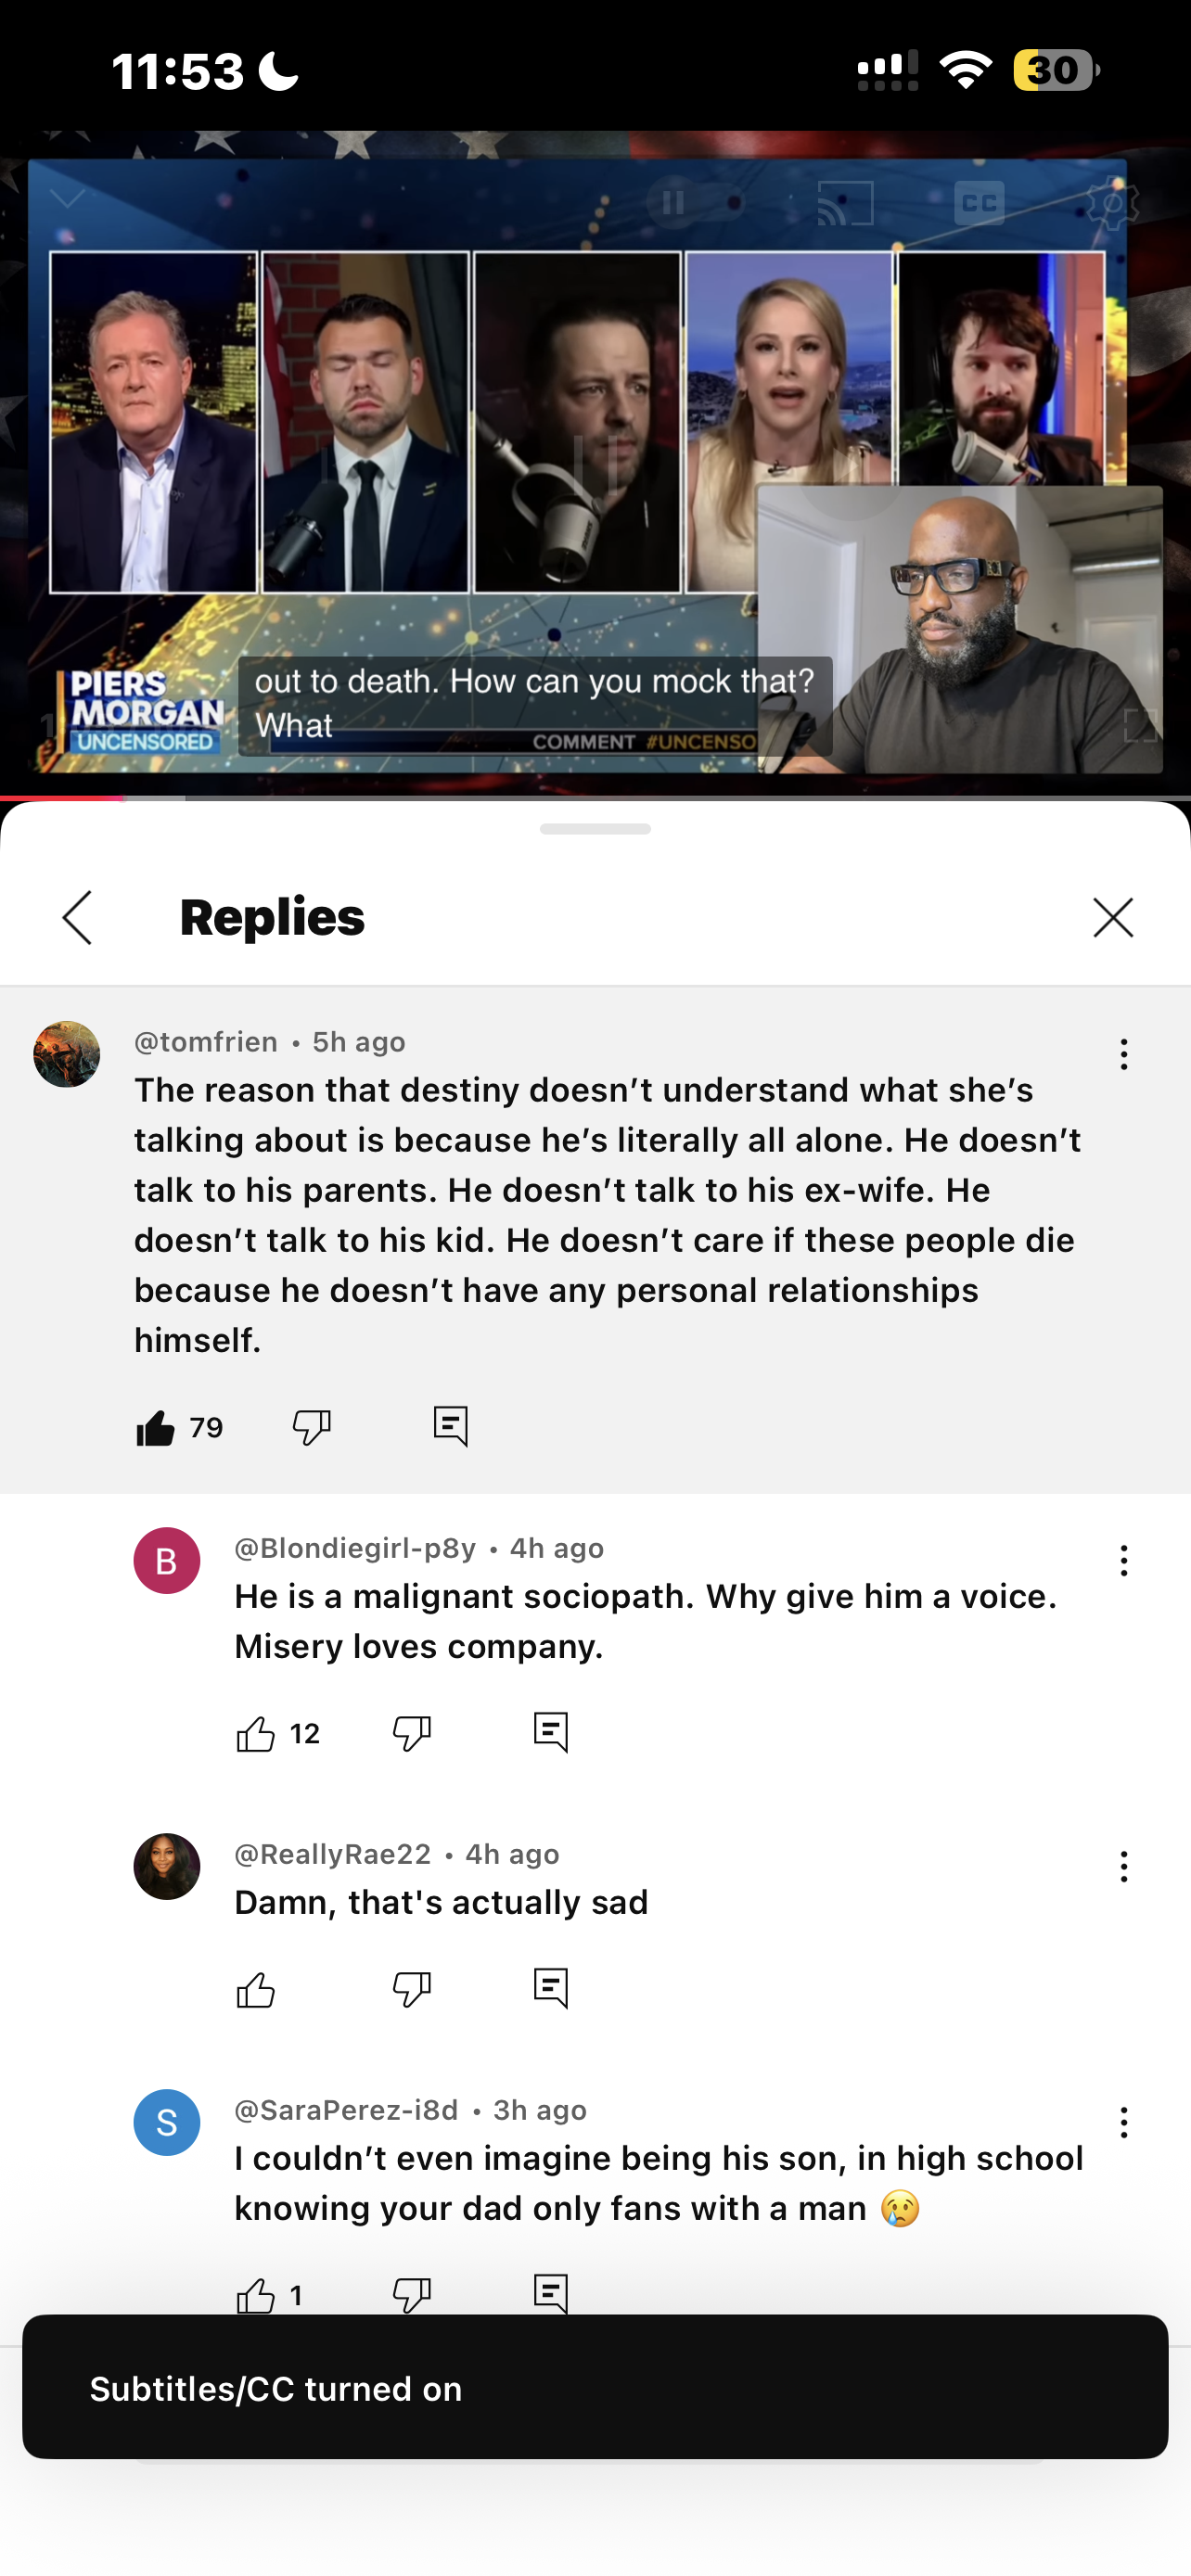 11:53
30
CC
out to death. How can you mock that?
What
PIERS
MORGAN
UNCENSORED
COMMENT #UNCENSO
Replies
@tomfrien • 5h ago
The reason that destiny doesn’t understand what she’s
talking about is because he’s literally all alone. He doesn’t
talk to his parents. He doesn’t talk to his ex-wife. He
doesn’t talk to his kid. He doesn’t care if these people die
because he doesn’t have any personal relationships
himself.
79
B
@Blondiegirl-p8y • 4h ago
He is a malignant sociopath. Why give him a voice.
Misery loves company.
12
@ReallyRae22 • 4h ago
Damn, that's actually sad
S
@SaraPerez-i8d • 3h ago
I couldn’t even imagine being his son, in high school
knowing your dad only fans with a man 😢
1
Subtitles/CC turned on